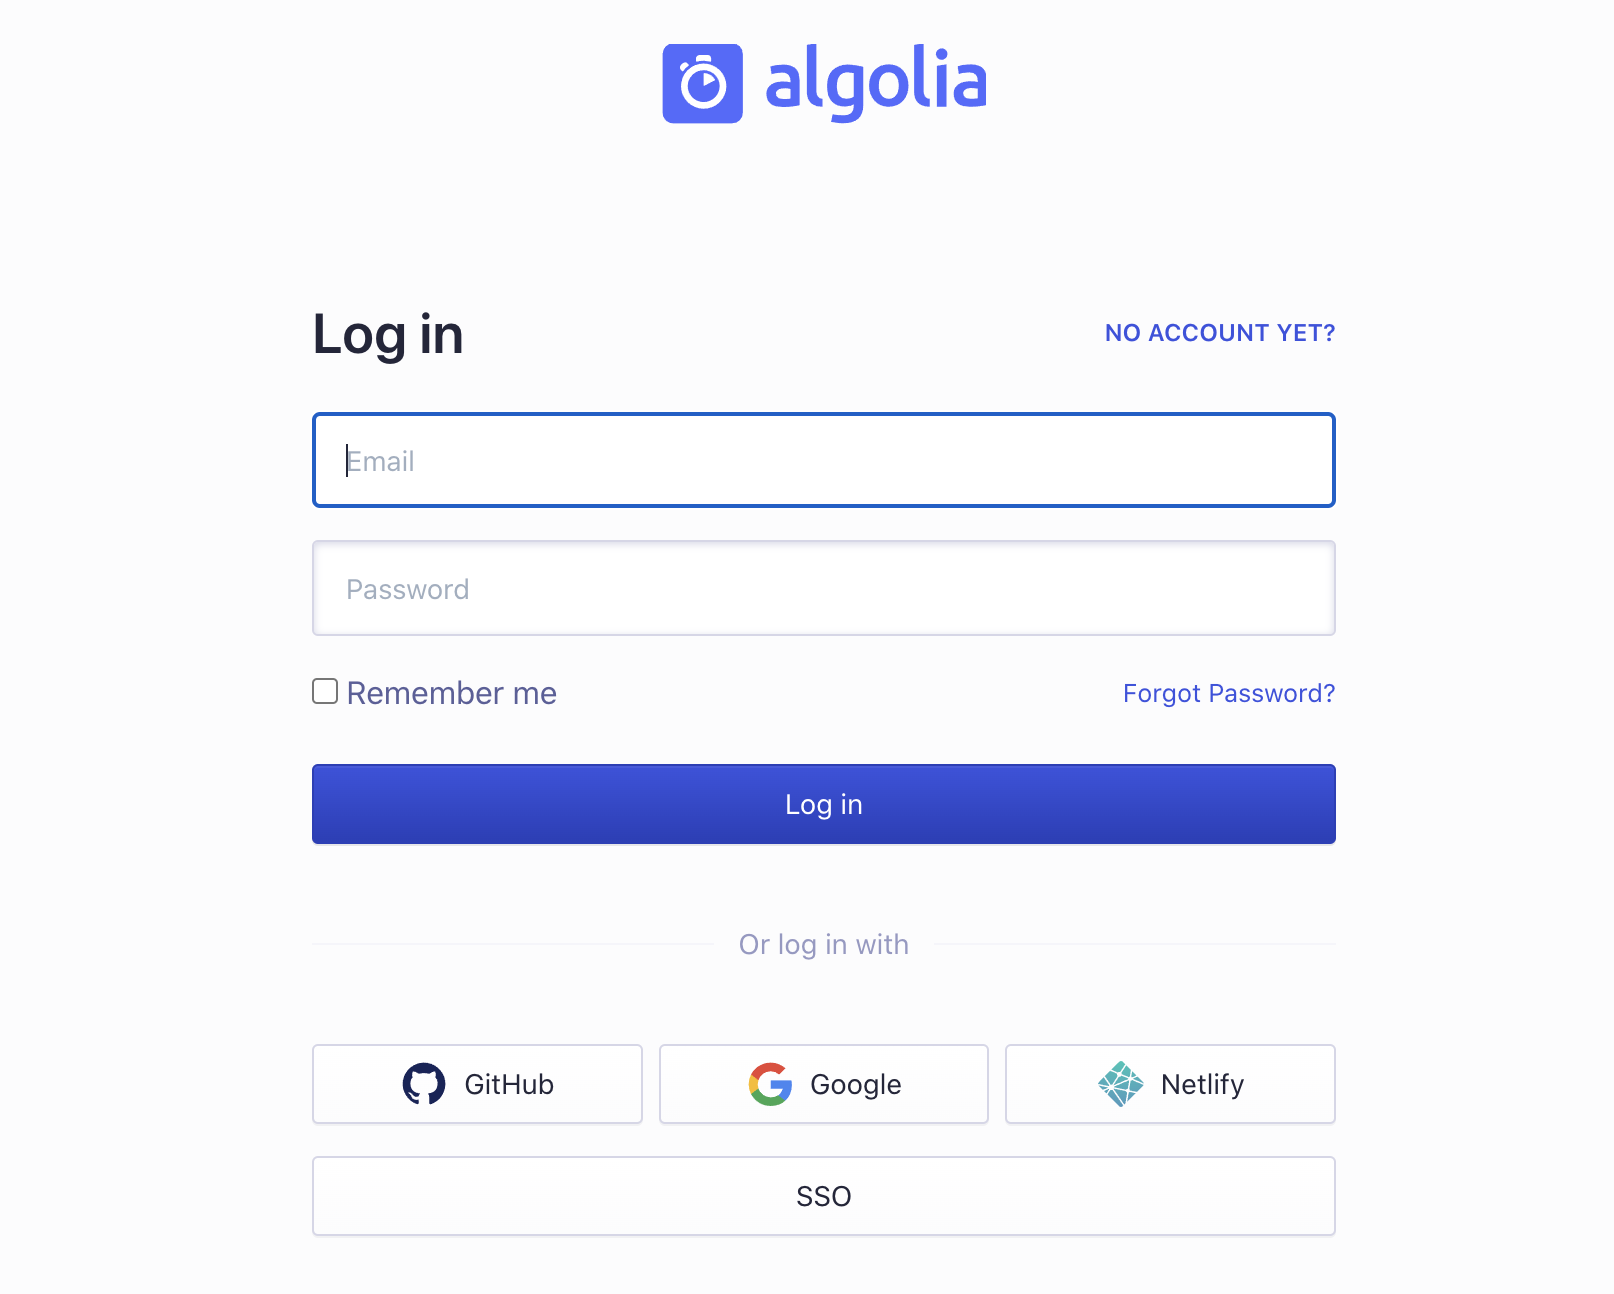 algolia
Log in
NO ACCOUNT YET?
Email
Password
Remember me
Forgot Password?
Log in
Or log in with
GitHub
Google
Netlify
SSO